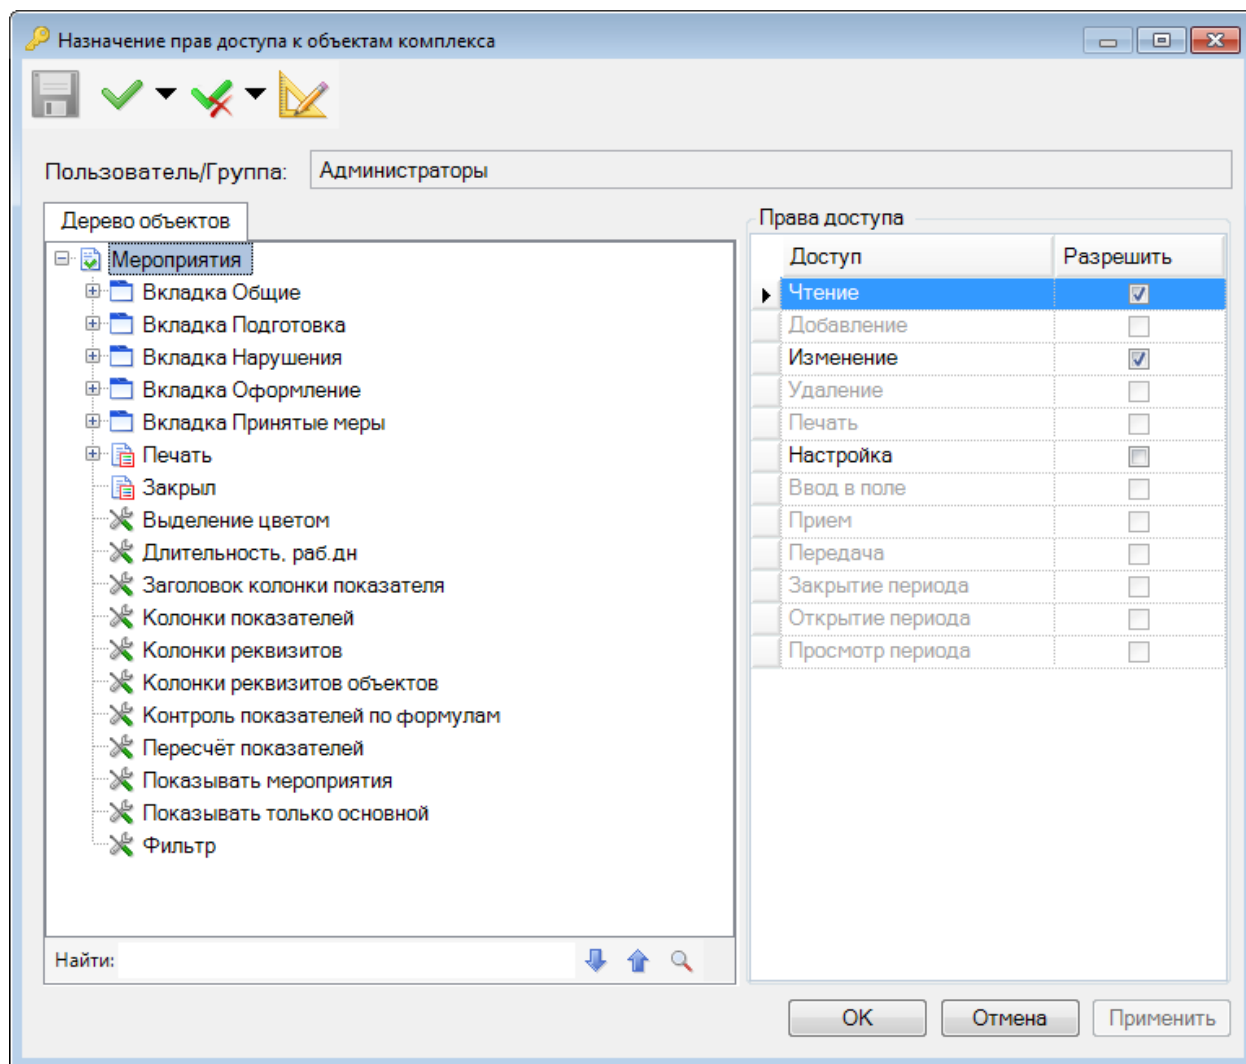 Назначение прав доступа к объектам комплекса
Пользователь/Группа: Администраторы
Дерево объектов
Мероприятия
Вкладка Общие
Вкладка Подготовка
Вкладка Нарушения
Вкладка Оформление
Вкладка Принятые меры
Печать
Закрыл
Выделение цветом
Длительность, раб.дн
Заголовок колонки показателя
Колонки показателей
Колонки реквизитов
Колонки реквизитов объектов
Контроль показателей по формулам
Пересчёт показателей
Показывать мероприятия
Показывать только основной
Фильтр
Найти:
Права доступа
Доступ Разрешить
Чтение
Добавление
Изменение
Удаление
Печать
Настройка
Ввод в поле
Прием
Передача
Закрытие периода
Открытие периода
Просмотр периода
OK Отмена Применить